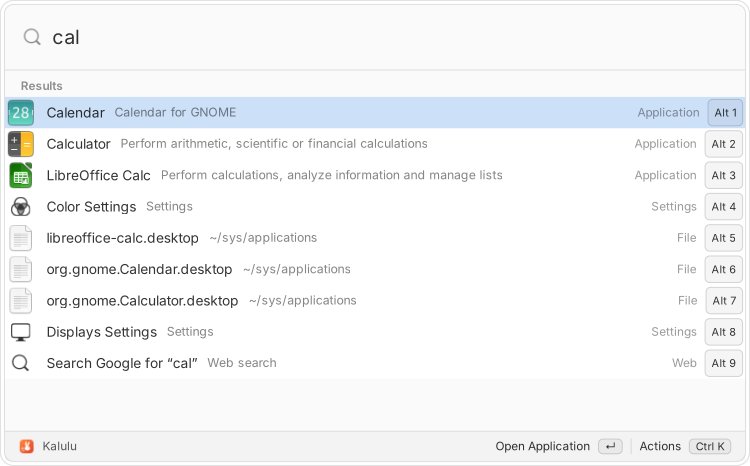 cal
Results
28 Calendar Calendar for GNOME Application Alt 1
Calculator Perform arithmetic, scientific or financial calculations Application Alt 2
LibreOffice Calc Perform calculations, analyze information and manage lists Application Alt 3
Color Settings Settings Settings Alt 4
libreoffice-calc.desktop ~/sys/applications File Alt 5
org.gnome.Calendar.desktop ~/sys/applications File Alt 6
org.gnome.Calculator.desktop ~/sys/applications File Alt 7
Displays Settings Settings Settings Alt 8
Search Google for “cal” Web search Web Alt 9
Kalulu Open Application ↵ Actions Ctrl K